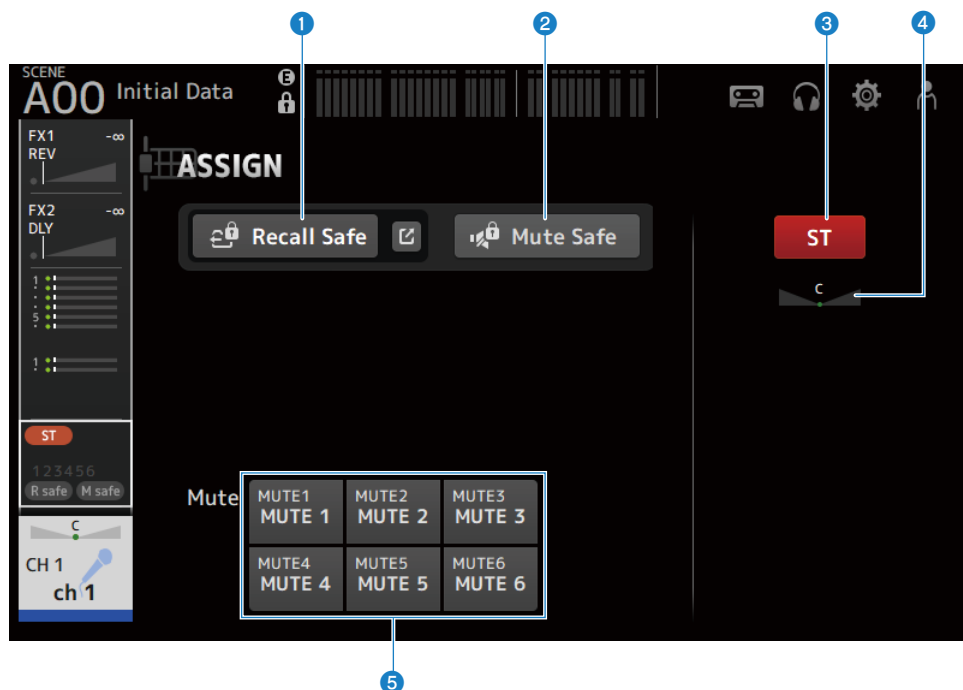 1 2 3 4
SCENE
A00 Initial Data
E
FX1 -∞
REV
ASSIGN
FX2 -∞
DLY
Recall Safe Mute Safe ST
C
1
5
1
ST
123456
R safe M safe
Mute
MUTE1 MUTE2 MUTE3
MUTE 1 MUTE 2 MUTE 3
MUTE4 MUTE5 MUTE6
MUTE 4 MUTE 5 MUTE 6
C
CH 1
ch 1
5